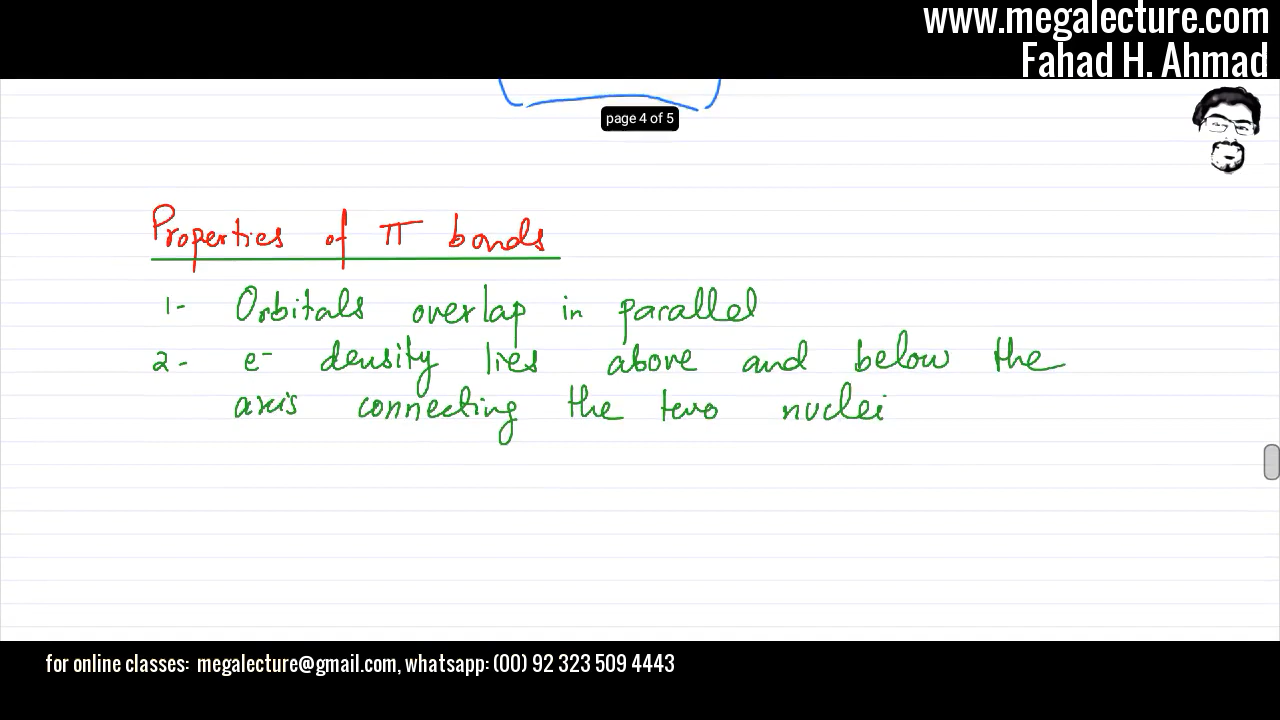 www.megalecture.com
Fahad H. Ahmad
page 4 of 5
Properties of π bonds
1- Orbitals overlap in parallel
2- e⁻ density lies above and below the
axis connecting the two nuclei
for online classes: megalecture@gmail.com, whatsapp: (00) 92 323 509 4443